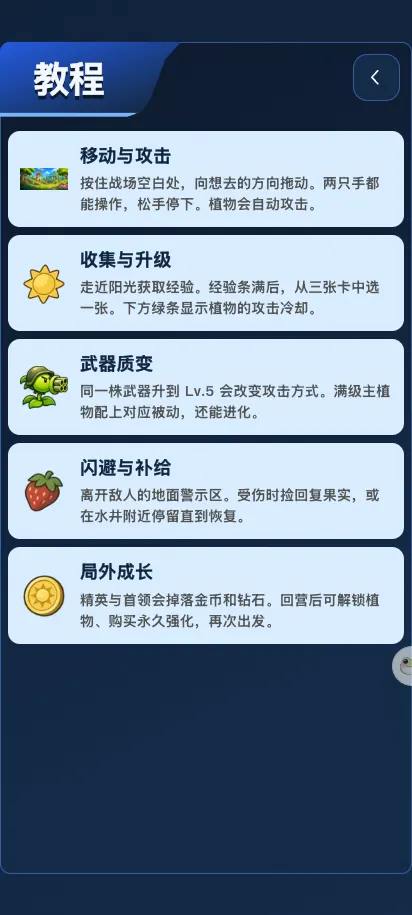 教程
移动与攻击
按住战场空白处，向想去的方向拖动。两只手都
能操作，松手停下。植物会自动攻击。
收集与升级
走近阳光获取经验。经验条满后，从三张卡中选
一张。下方绿条显示植物的攻击冷却。
武器质变
同一株武器升到 Lv.5 会改变攻击方式。满级主植
物配上对应被动，还能进化。
闪避与补给
离开敌人的地面警示区。受伤时捡回复果实，或
在水井附近停留直到恢复。
局外成长
精英与首领会掉落金币和钻石。回营后可解锁植
物、购买永久强化，再次出发。